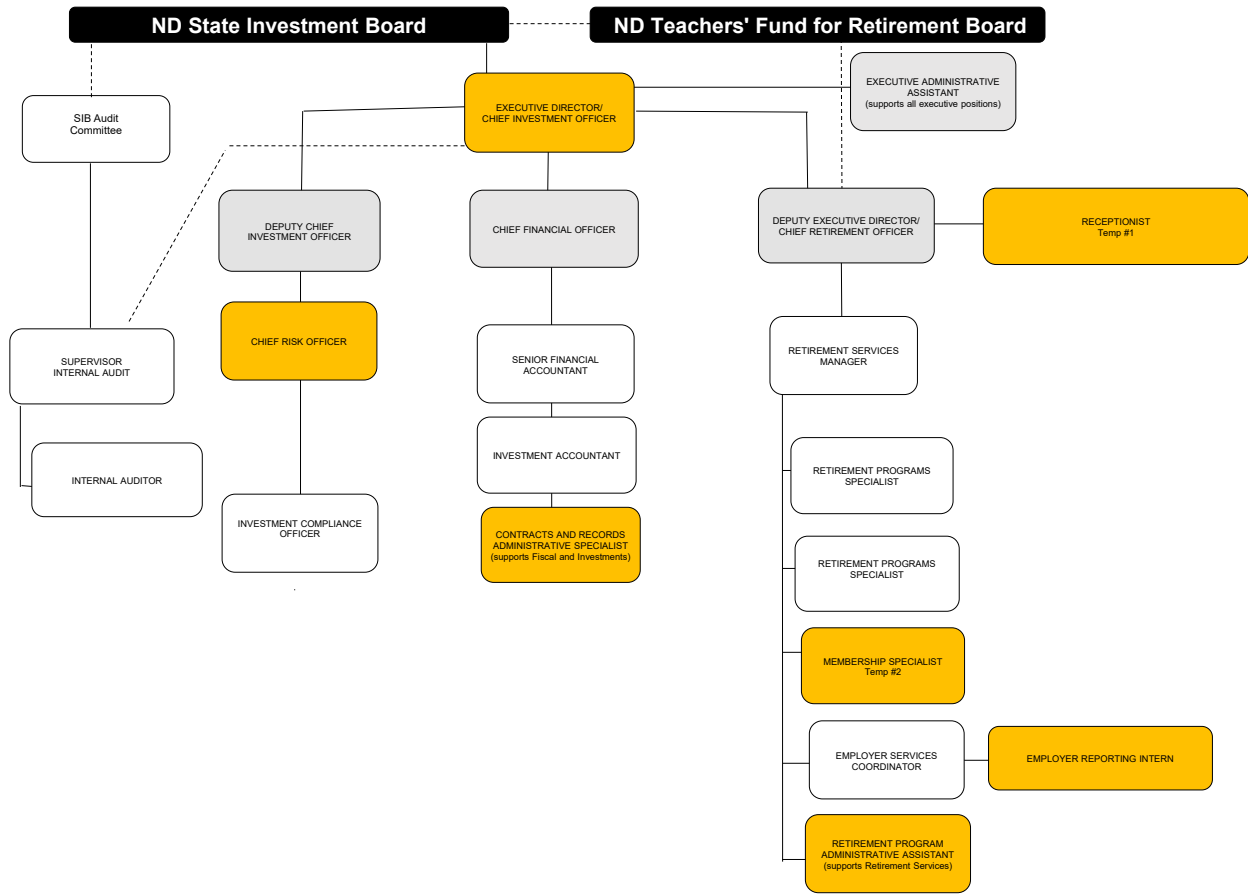 ND State Investment Board
ND Teachers' Fund for Retirement Board
EXECUTIVE ADMINISTRATIVE
ASSISTANT
(supports all executive positions)
EXECUTIVE DIRECTOR/
CHIEF INVESTMENT OFFICER
SIB Audit
Committee
DEPUTY CHIEF
INVESTMENT OFFICER
CHIEF FINANCIAL OFFICER
DEPUTY EXECUTIVE DIRECTOR/
CHIEF RETIREMENT OFFICER
RECEPTIONIST
Temp #1
CHIEF RISK OFFICER
SUPERVISOR
INTERNAL AUDIT
SENIOR FINANCIAL
ACCOUNTANT
RETIREMENT SERVICES
MANAGER
INTERNAL AUDITOR
INVESTMENT ACCOUNTANT
RETIREMENT PROGRAMS
SPECIALIST
INVESTMENT COMPLIANCE
OFFICER
CONTRACTS AND RECORDS
ADMINISTRATIVE SPECIALIST
(supports Fiscal and Investments)
RETIREMENT PROGRAMS
SPECIALIST
MEMBERSHIP SPECIALIST
Temp #2
EMPLOYER SERVICES
COORDINATOR
EMPLOYER REPORTING INTERN
RETIREMENT PROGRAM
ADMINISTRATIVE ASSISTANT
(supports Retirement Services)